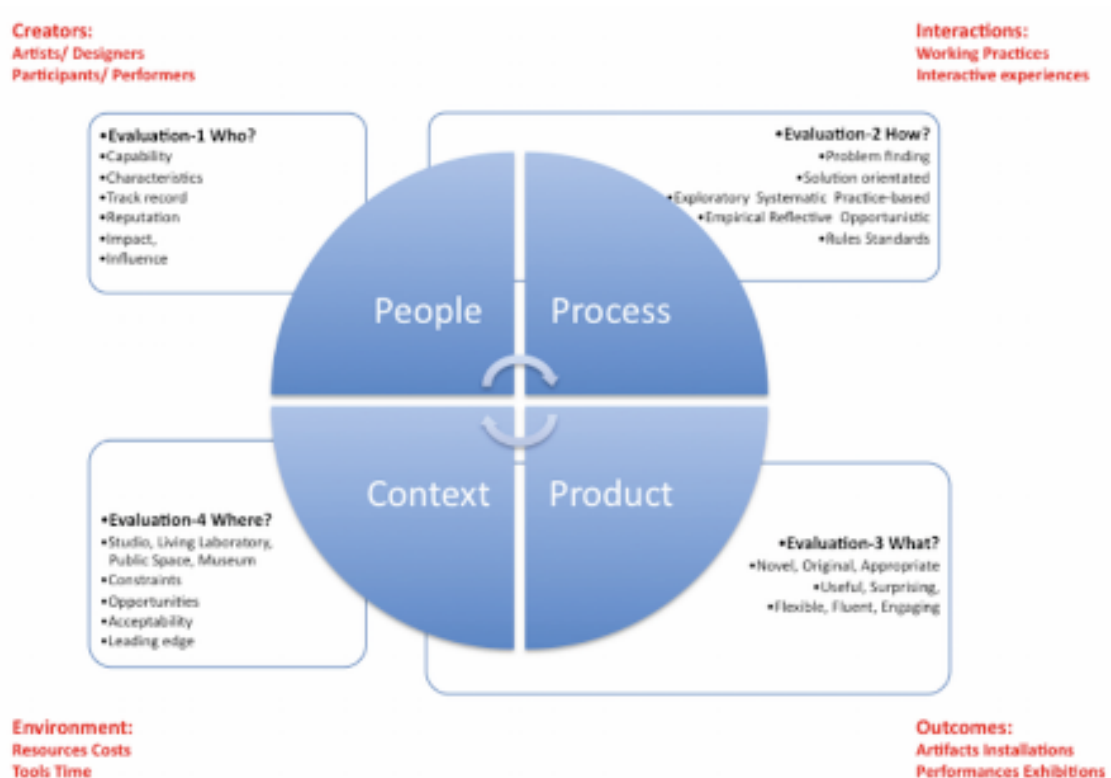 Creators:
Artists/ Designers
Participants/ Performers
Interactions:
Working Practices
Interactive experiences
•Evaluation-1 Who?
•Capability
•Characteristics
•Track record
•Reputation
•Impact,
•Influence
•Evaluation-2 How?
•Problem finding
•Solution orientated
•Exploratory Systematic Practice-based
•Empirical Reflective Opportunistic
•Rules Standards
People
Process
Context
Product
•Evaluation-4 Where?
•Studio, Living Laboratory,
Public Space, Museum
•Constraints
•Opportunities
•Acceptability
•Leading edge
•Evaluation-3 What?
•Novel, Original, Appropriate
•Useful, Surprising,
•Flexible, Fluent, Engaging
Environment:
Resources Costs
Tools Time
Outcomes:
Artifacts Installations
Performances Exhibitions